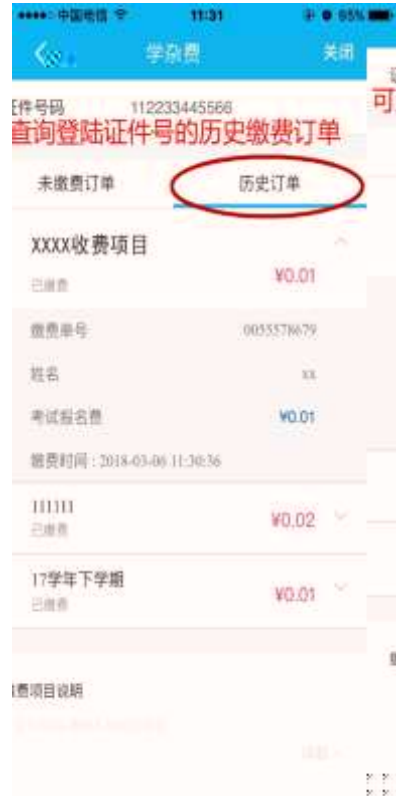 中国电信 11:31 95%
学杂费 关闭
证件号码 112233445566
查询登陆证件号的历史缴费订单
可
未缴费订单 历史订单
XXXX收费项目
已缴费 ¥0.01
缴费单号 0055578679
姓名 xx
考试报名费 ¥0.01
缴费时间：2018-03-06 11:30:36
111111
已缴费 ¥0.02
17学年下学期
已缴费 ¥0.01
费项目说明